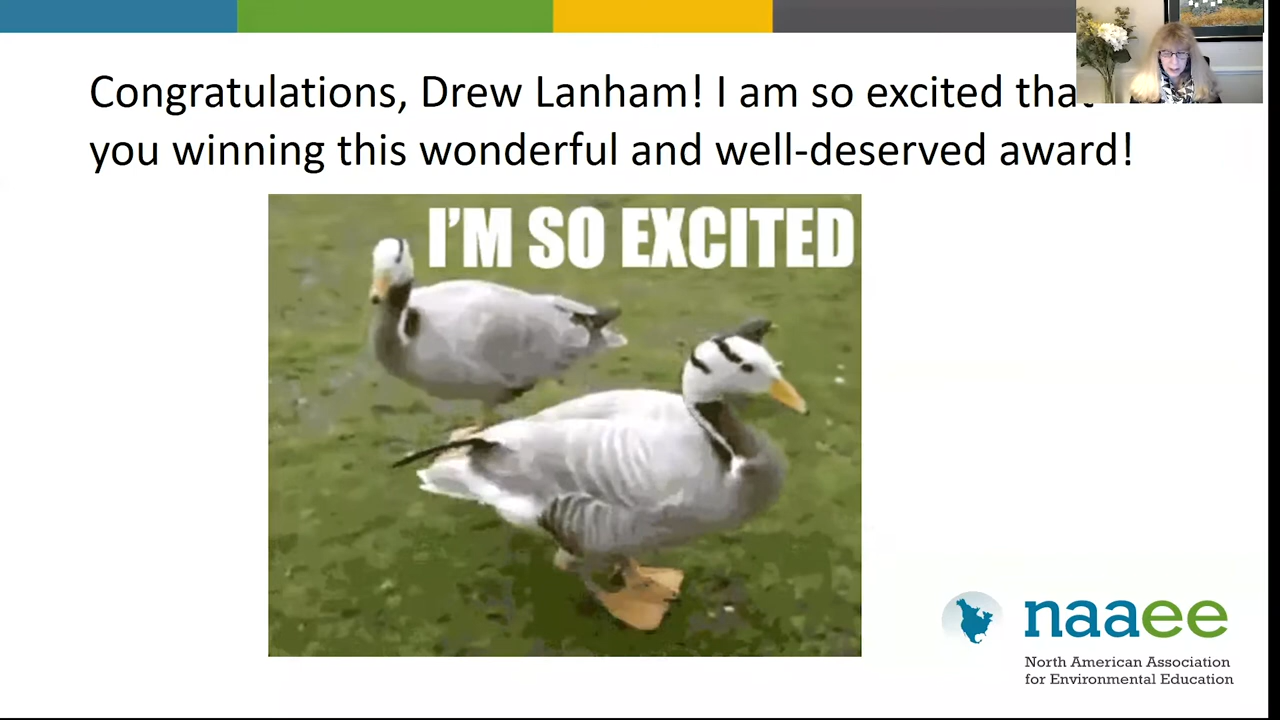 Congratulations, Drew Lanham! I am so excited that
you winning this wonderful and well-deserved award!
I'M SO EXCITED
naaee
North American Association
for Environmental Education